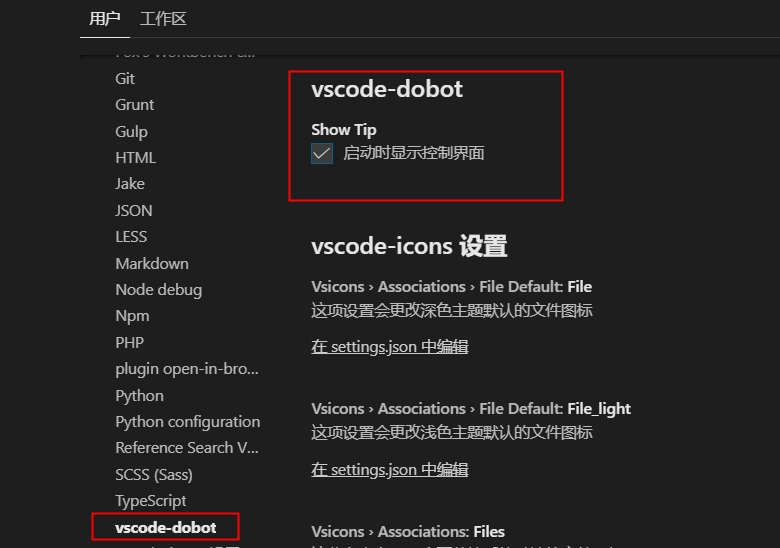 用户 工作区
Git
Grunt
Gulp
HTML
Jake
JSON
LESS
Markdown
Node debug
Npm
PHP
plugin open-in-bro...
Python
Python configuration
Reference Search V...
SCSS (Sass)
TypeScript
vscode-dobot
vscode-dobot
Show Tip
启动时显示控制界面
vscode-icons 设置
Vsicons › Associations › File Default: File
这项设置会更改深色主题默认的文件图标
在 settings.json 中编辑
Vsicons › Associations › File Default: File_light
这项设置会更改浅色主题默认的文件图标
在 settings.json 中编辑
Vsicons › Associations: Files